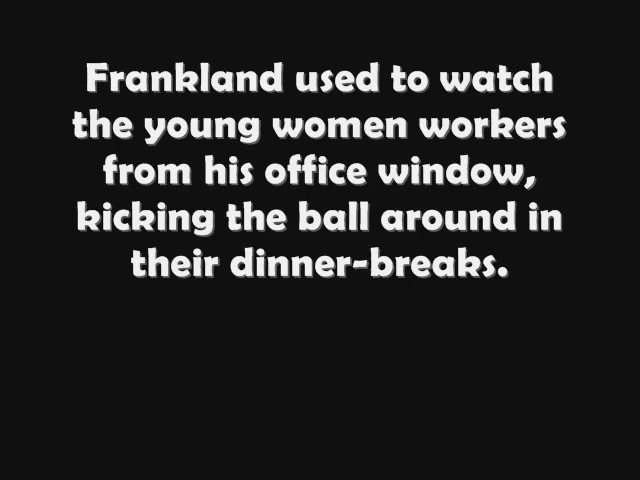 Frankland used to watch
the young women workers
from his office window,
kicking the ball around in
their dinner-breaks.